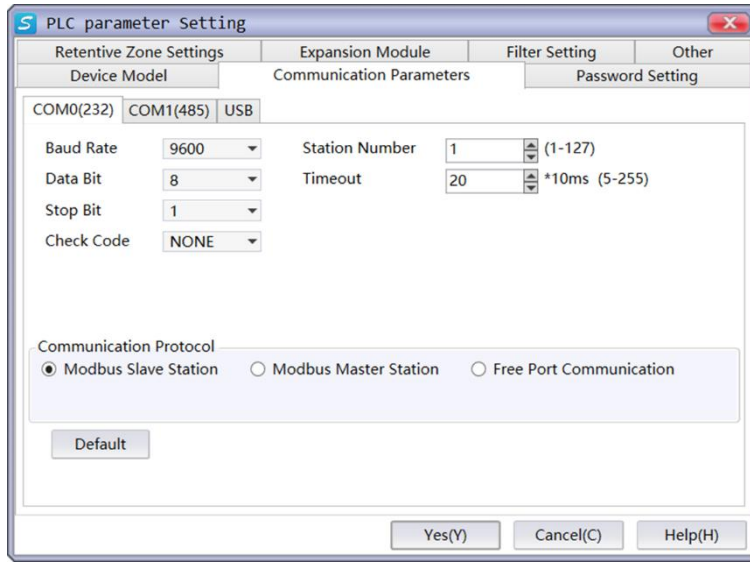 PLC parameter Setting
Retentive Zone Settings Expansion Module Filter Setting Other
Device Model Communication Parameters Password Setting
COM0(232) COM1(485) USB
Baud Rate 9600 Station Number 1 (1-127)
Data Bit 8 Timeout 20 *10ms (5-255)
Stop Bit 1
Check Code NONE
Communication Protocol
Modbus Slave Station Modbus Master Station Free Port Communication
Default
Yes(Y) Cancel(C) Help(H)